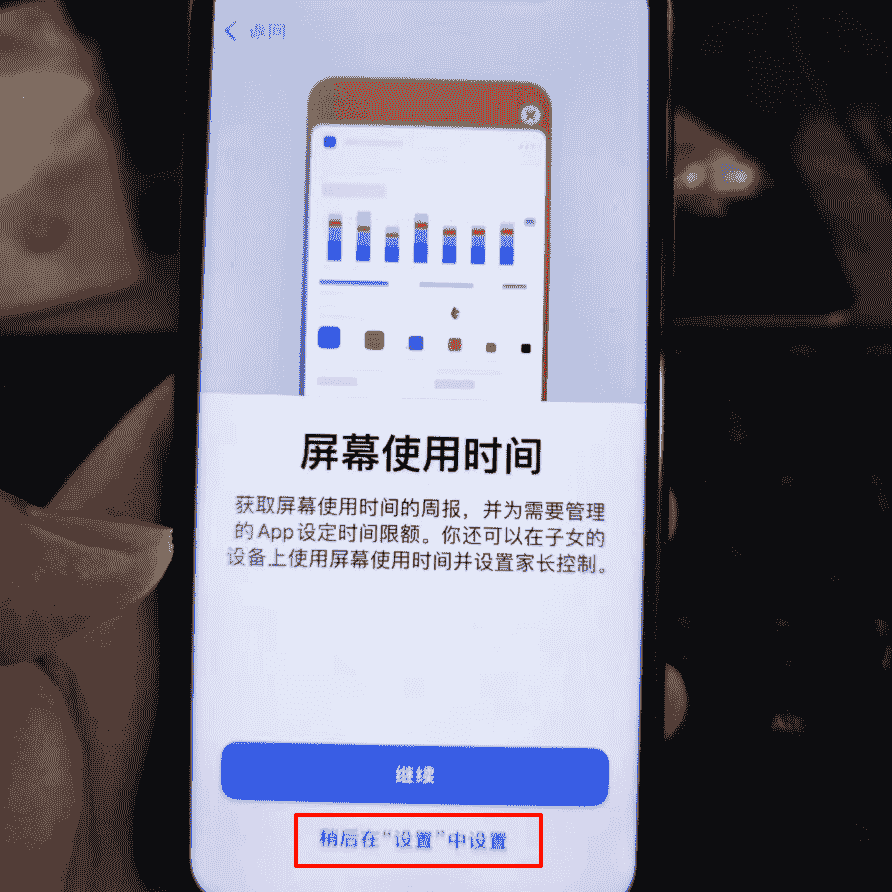 返回
屏幕使用时间
获取屏幕使用时间的周报，并为需要管理
的App设定时间限额。你还可以在子女的
设备上使用屏幕使用时间并设置家长控制。
继续
稍后在“设置”中设置